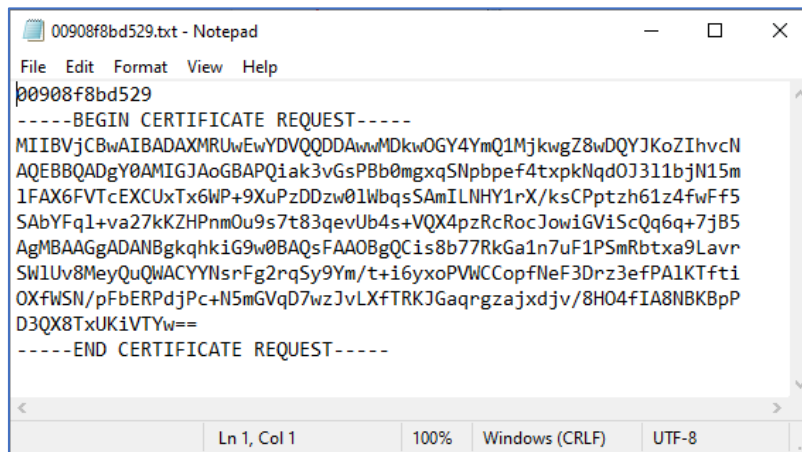 00908f8bd529.txt - Notepad
File Edit Format View Help
00908f8bd529
-----BEGIN CERTIFICATE REQUEST-----
MIIBVjCBwAIBADAXMRUwEwYDVQQDDAwwMDkwOGY4YmQ1MjkwgZ8wDQYJKoZIhvcN
AQEBBQADgY0AMIGJAoGBAPQiak3vGsPBb0mgxqSNpbpef4txpkNqdOJ3l1bjN15m
lFAX6FVTcEXCUxTx6WP+9XuPzDDzw0lWbqsSAmILNHY1rX/ksCPptzh61z4fwFf5
SAbYFql+va27kKZHPnmOu9s7t83qevUb4s+VQX4pzRcRocJowiGViScQq6q+7jB5
AgMBAAGgADANBgkqhkiG9w0BAQsFAAOBgQCis8b77RkGa1n7uF1PSmRbtxa9Lavr
SWlUv8MeyQuQWACYYNsrFg2rqSy9Ym/t+i6yxoPVWCCopfNeF3Drz3efPAlKTfti
OXfWSN/pFbERPdjPc+N5mGVqD7wzJvLXfTRKJGaqrgzajxdjv/8HO4fIA8NBKBpP
D3QX8TxUKiVTYw==
-----END CERTIFICATE REQUEST-----
Ln 1, Col 1 100% Windows (CRLF) UTF-8